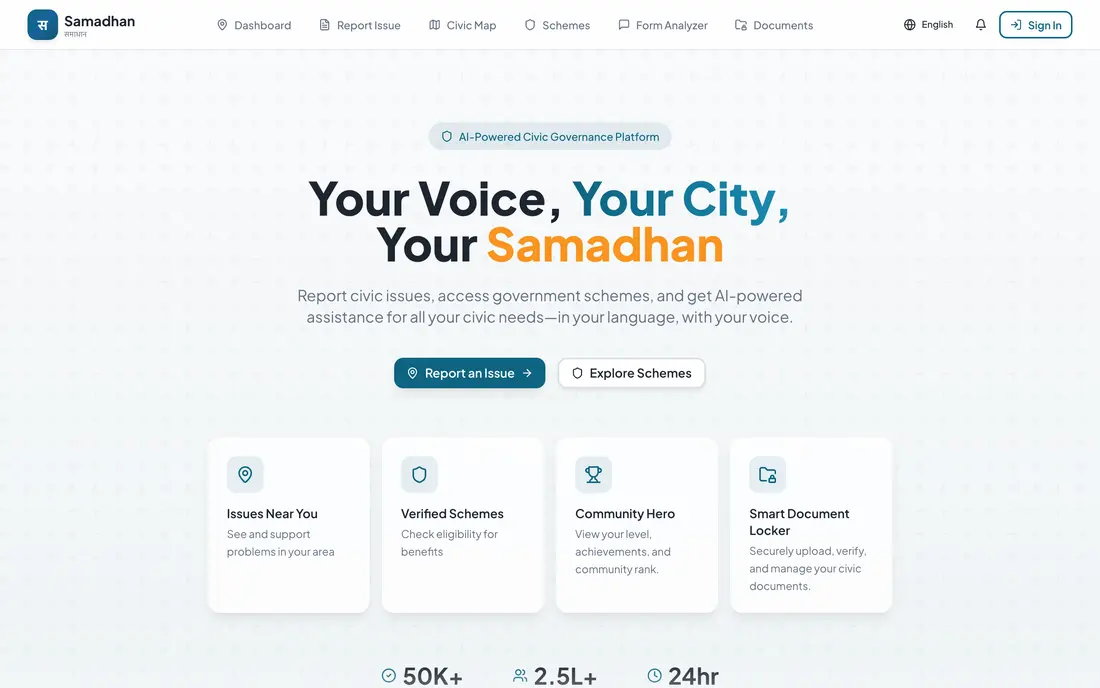 स
Samadhan
समाधान
Dashboard
Report Issue
Civic Map
Schemes
Form Analyzer
Documents
English
Sign In
AI-Powered Civic Governance Platform
Your Voice, Your City,
Your Samadhan
Report civic issues, access government schemes, and get AI-powered
assistance for all your civic needs—in your language, with your voice.
Report an Issue →
Explore Schemes
Issues Near You
See and support
problems in your area
Verified Schemes
Check eligibility for
benefits
Community Hero
View your level,
achievements, and
community rank.
Smart Document
Locker
Securely upload, verify,
and manage your civic
documents.
50K+
2.5L+
24hr